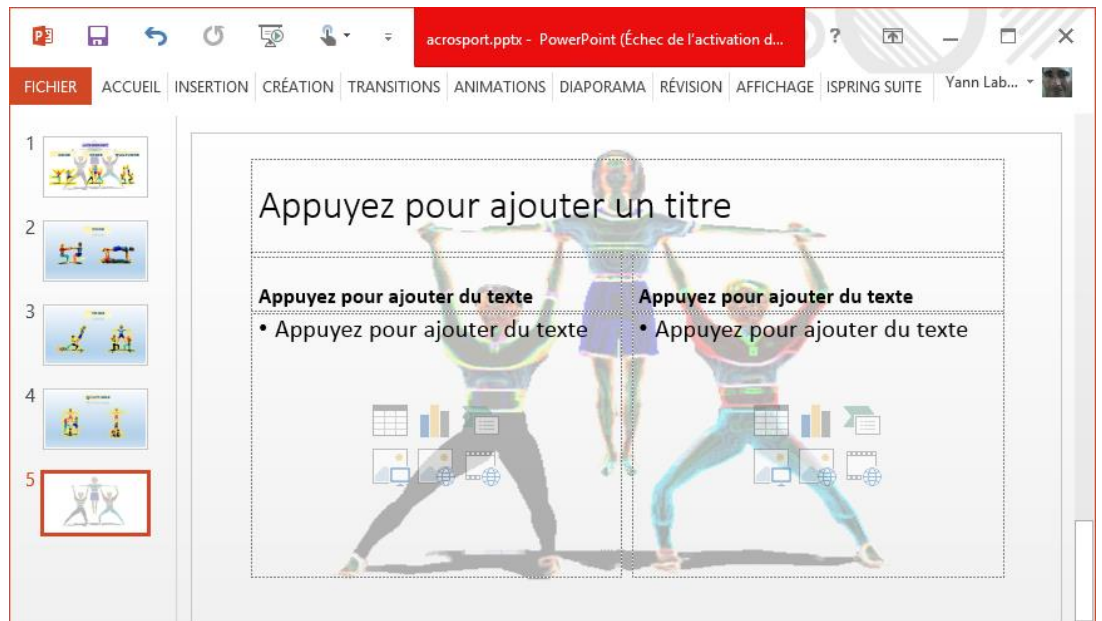 acrosport.pptx - PowerPoint (Échec de l'activation d...
?
FICHIER ACCUEIL INSERTION CRÉATION TRANSITIONS ANIMATIONS DIAPORAMA RÉVISION AFFICHAGE ISPRING SUITE Yann Lab...
1
2
3
4
5
Appuyez pour ajouter un titre
Appuyez pour ajouter du texte
• Appuyez pour ajouter du texte
Appuyez pour ajouter du texte
• Appuyez pour ajouter du texte